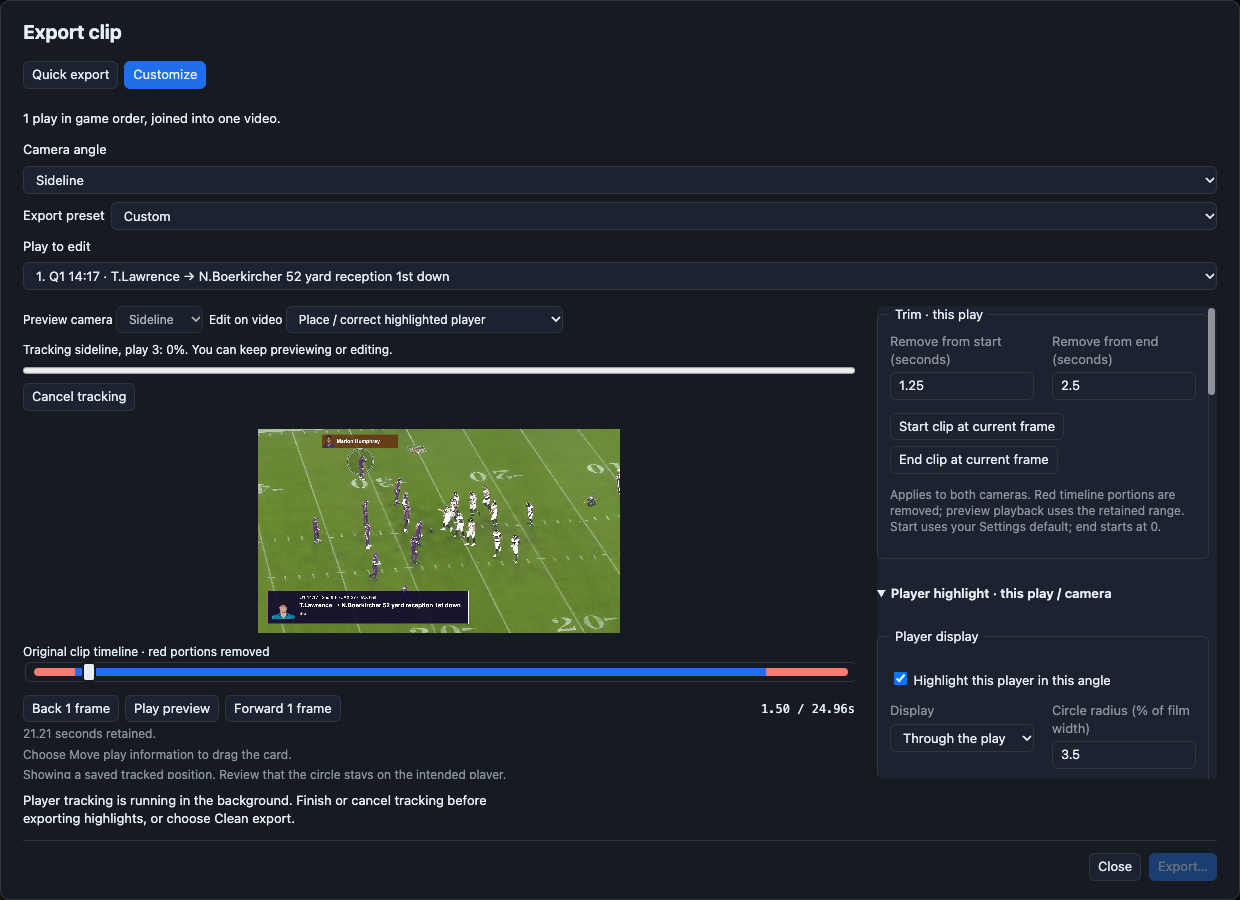 Export clip
Quick export
Customize
1 play in game order, joined into one video.
Camera angle
Sideline
Export preset
Custom
Play to edit
1. Q1 14:17 · T.Lawrence → N.Boerkircher 52 yard reception 1st down
Preview camera
Sideline
Edit on video
Place / correct highlighted player
Tracking sideline, play 3: 0%. You can keep previewing or editing.
Cancel tracking
Marlon Humphrey
T.Lawrence → N.Boerkircher 52 yard reception 1st down
Original clip timeline · red portions removed
Back 1 frame
Play preview
Forward 1 frame
1.50 / 24.96s
21.21 seconds retained.
Choose Move play information to drag the card.
Showing a saved tracked position. Review that the circle stays on the intended player.
Player tracking is running in the background. Finish or cancel tracking before
exporting highlights, or choose Clean export.
Trim · this play
Remove from start
(seconds)
Remove from end
(seconds)
1.25
2.5
Start clip at current frame
End clip at current frame
Applies to both cameras. Red timeline portions are
removed; preview playback uses the retained range.
Start uses your Settings default; end starts at 0.
Player highlight · this play / camera
Player display
Highlight this player in this angle
Display
Circle radius (% of film
width)
Through the play
3.5
Close
Export...